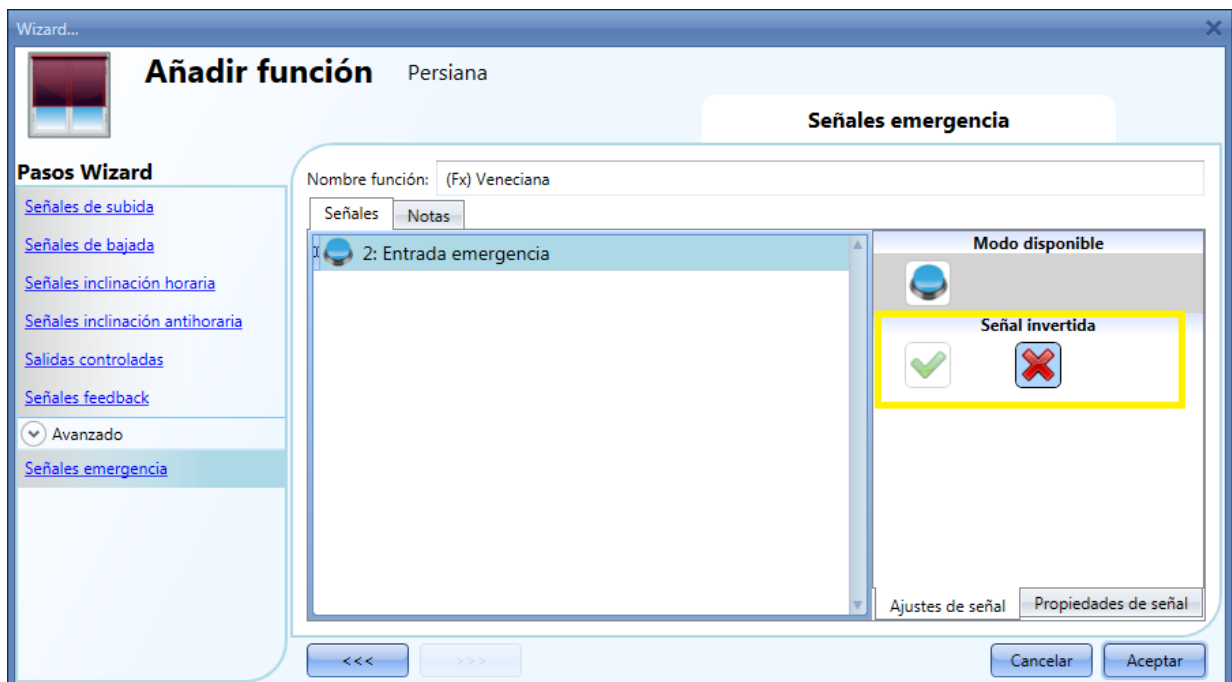 Wizard...
Añadir función Persiana
Señales emergencia
Pasos Wizard
Señales de subida
Señales de bajada
Señales inclinación horaria
Señales inclinación antihoraria
Salidas controladas
Señales feedback
Avanzado
Señales emergencia
Nombre función: (Fx) Veneciana
Señales Notas
2: Entrada emergencia
Modo disponible
Señal invertida
Ajustes de señal Propiedades de señal
<<< >>> Cancelar Aceptar